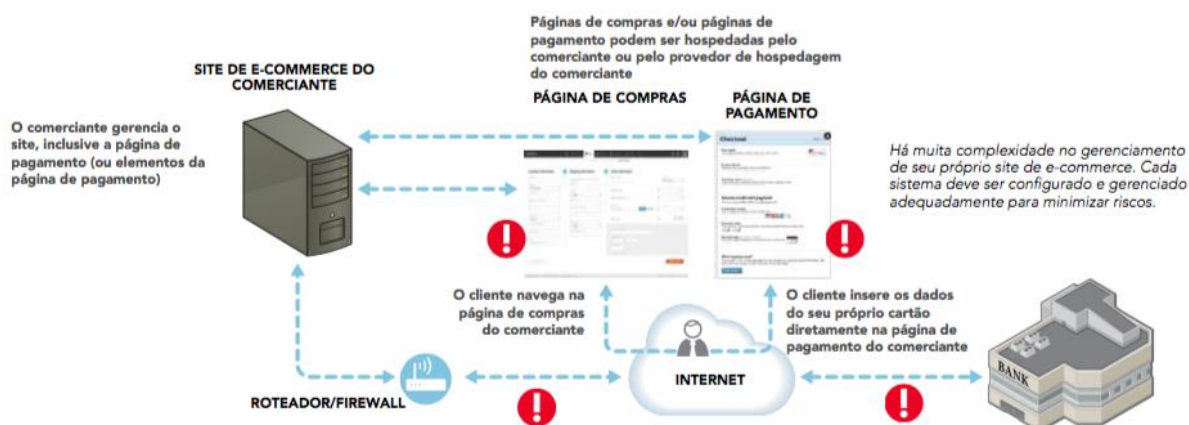 Páginas de compras e/ou páginas de
pagamento podem ser hospedadas pelo
comerciante ou pelo provedor de hospedagem
do comerciante
SITE DE E-COMMERCE DO
COMERCIANTE
PÁGINA DE COMPRAS
PÁGINA DE
PAGAMENTO
O comerciante gerencia o
site, inclusive a página de
pagamento (ou elementos da
página de pagamento)
Há muita complexidade no gerenciamento
de seu próprio site de e-commerce. Cada
sistema deve ser configurado e gerenciado
adequadamente para minimizar riscos.
O cliente navega na
página de compras
do comerciante
O cliente insere os dados
do seu próprio cartão
diretamente na página de
pagamento do comerciante
INTERNET
BANK
ROTEADOR/FIREWALL